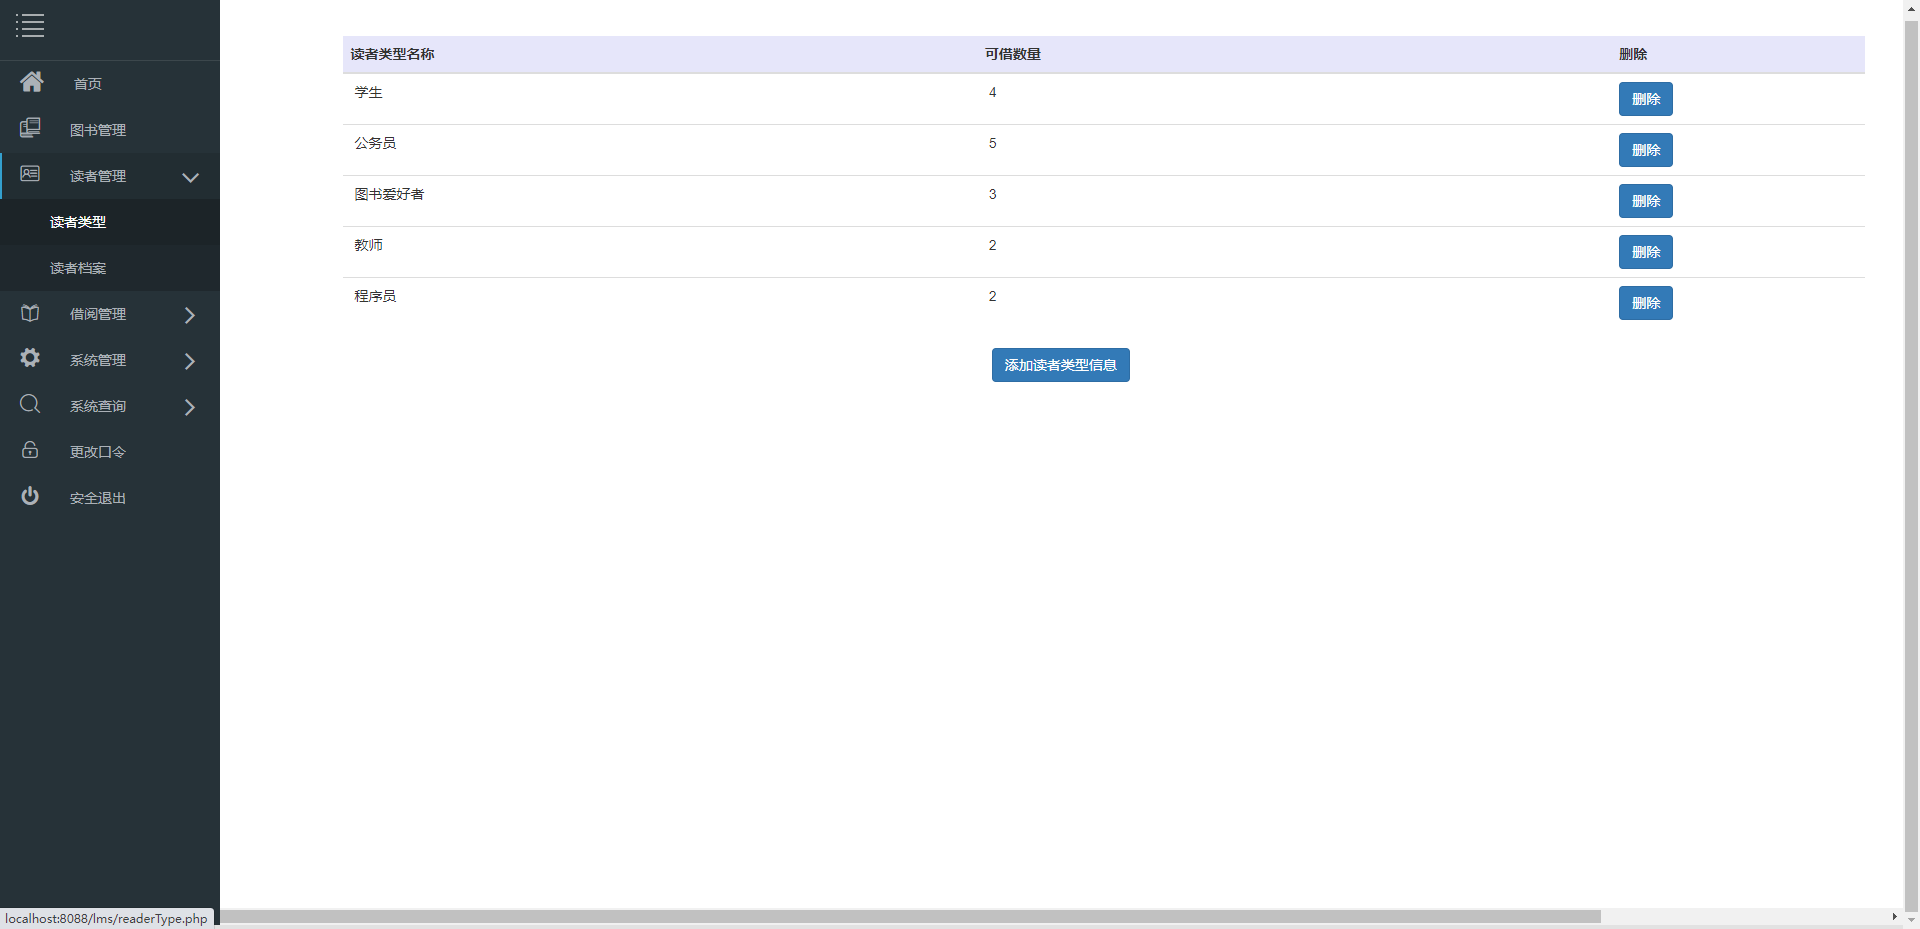 首页
图书管理
读者管理
读者类型
读者档案
借阅管理
系统管理
系统查询
更改口令
安全退出
读者类型名称 可借数量 删除
学生 4 删除
公务员 5 删除
图书爱好者 3 删除
教师 2 删除
程序员 2 删除
添加读者类型信息
localhost:8088/lms/readerType.php